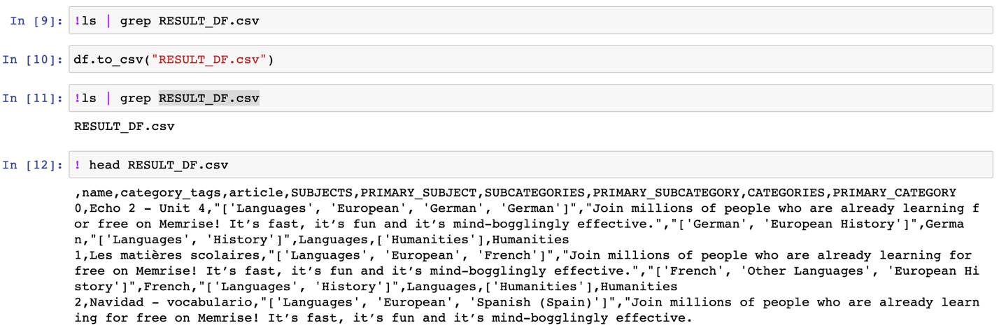 In [9]: !ls | grep RESULT_DF.csv
In [10]: df.to_csv("RESULT_DF.csv")
In [11]: !ls | grep RESULT_DF.csv
RESULT_DF.csv
In [12]: ! head RESULT_DF.csv
,name,category_tags,article,SUBJECTS,PRIMARY_SUBJECT,SUBCATEGORIES,PRIMARY_SUBCATEGORY,CATEGORIES,PRIMARY_CATEGORY
0,Echo 2 - Unit 4,"['Languages', 'European', 'German', 'German']","Join millions of people who are already learning f
or free on Memrise! It’s fast, it’s fun and it’s mind-bogglingly effective.","['German', 'European History']",Germa
n,"['Languages', 'History']",Languages,['Humanities'],Humanities
1,Les matières scolaires,"['Languages', 'European', 'French']","Join millions of people who are already learning for
free on Memrise! It’s fast, it’s fun and it’s mind-bogglingly effective.","['French', 'Other Languages', 'European Hi
story']",French,"['Languages', 'History']",Languages,['Humanities'],Humanities
2,Navidad - vocabulario,"['Languages', 'European', 'Spanish (Spain)']","Join millions of people who are already learn
ing for free on Memrise! It’s fast, it’s fun and it’s mind-bogglingly effective.